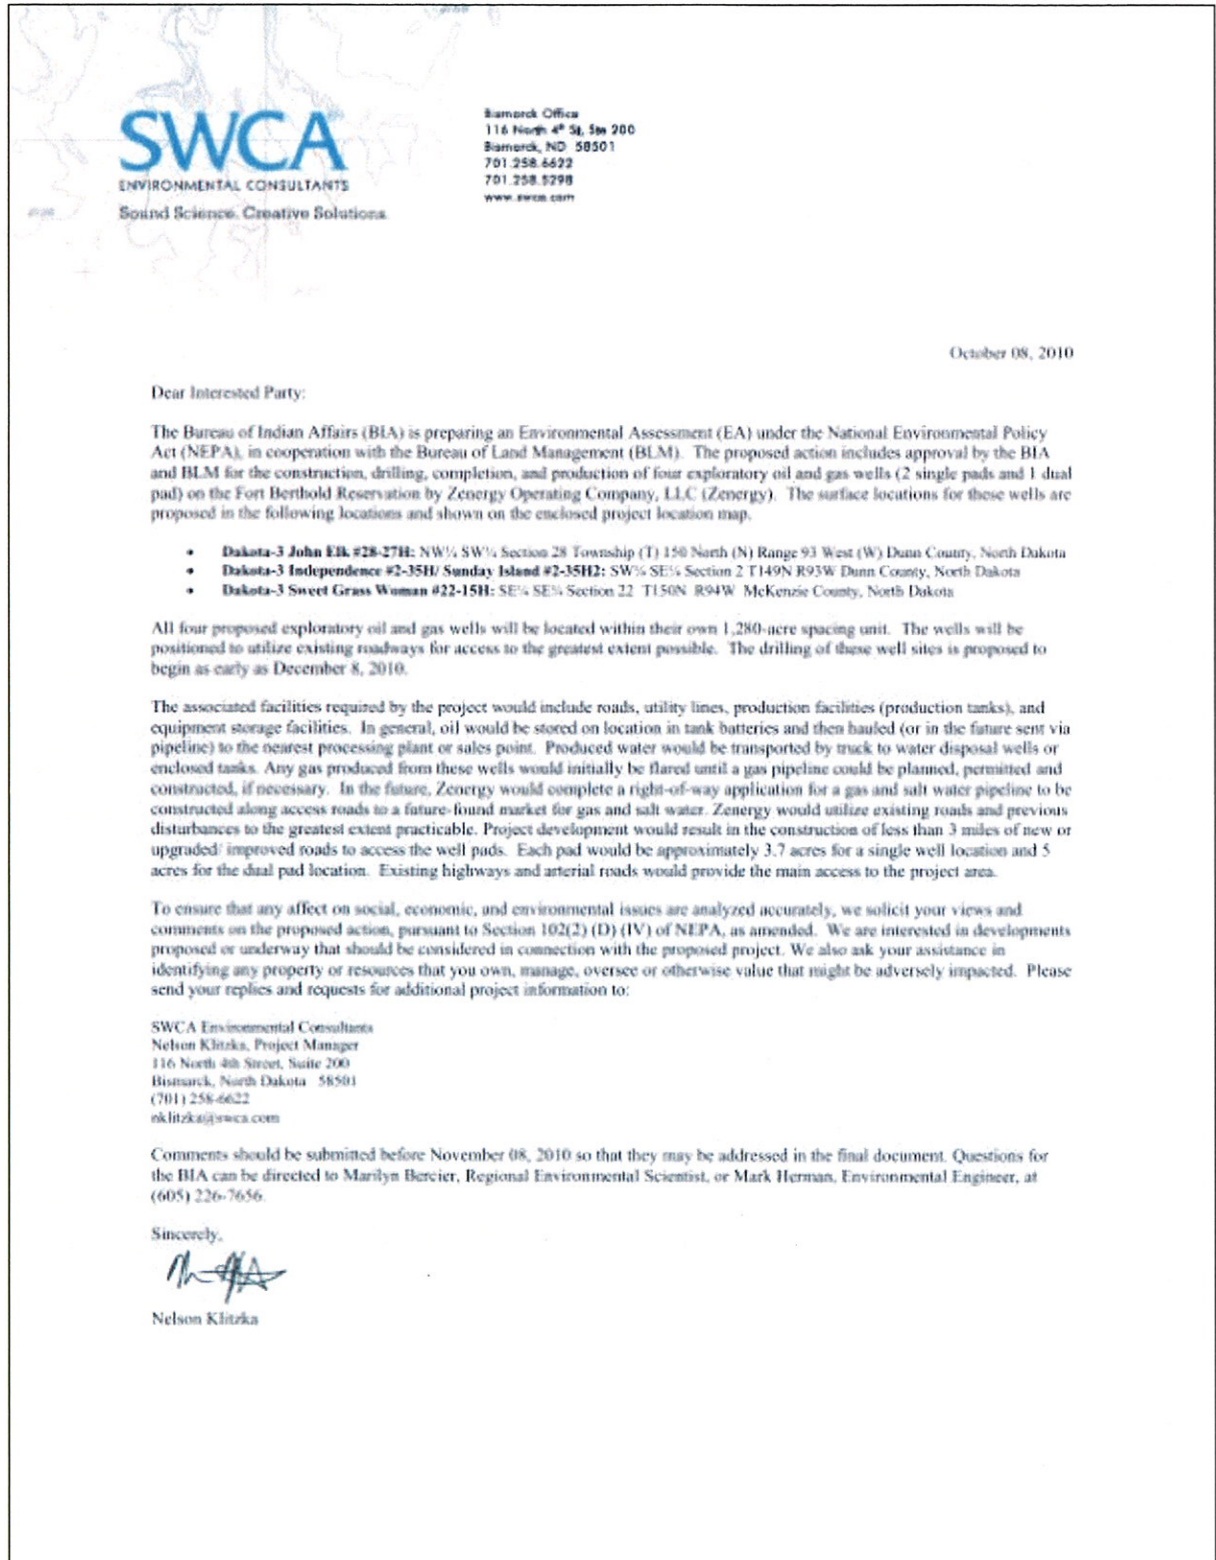 SWCA
ENVIRONMENTAL CONSULTANTS
Sound Science. Creative Solutions.
Bismarck Office
116 North 4th St, Ste 200
Bismarck, ND 58501
701.258.6622
701.258.5298
www.swca.com
October 08, 2010
Dear Interested Party:
The Bureau of Indian Affairs (BIA) is preparing an Environmental Assessment (EA) under the National Environmental Policy
Act (NEPA), in cooperation with the Bureau of Land Management (BLM). The proposed action includes approval by the BIA
and BLM for the construction, drilling, completion, and production of four exploratory oil and gas wells (2 single pads and 1 dual
pad) on the Fort Berthold Reservation by Zenergy Operating Company, LLC (Zenergy). The surface locations for these wells are
proposed in the following locations and shown on the enclosed project location map.
• Dakota-3 John Elk #28-27H: NW¼ SW¼ Section 28 Township (T) 150 North (N) Range 93 West (W) Dunn County, North Dakota
• Dakota-3 Independence #2-35H/ Sunday Island #2-35H2: SW¼ SE¼ Section 2 T149N R93W Dunn County, North Dakota
• Dakota-3 Sweet Grass Woman #22-15H: SE¼ SE¼ Section 22 T150N R94W McKenzie County, North Dakota
All four proposed exploratory oil and gas wells will be located within their own 1,280-acre spacing unit. The wells will be
positioned to utilize existing roadways for access to the greatest extent possible. The drilling of these well sites is proposed to
begin as early as December 8, 2010.
The associated facilities required by the project would include roads, utility lines, production facilities (production tanks), and
equipment storage facilities. In general, oil would be stored on location in tank batteries and then hauled (or in the future sent via
pipeline) to the nearest processing plant or sales point. Produced water would be transported by truck to water disposal wells or
enclosed tanks. Any gas produced from these wells would initially be flared until a gas pipeline could be planned, permitted and
constructed, if necessary. In the future, Zenergy would complete a right-of-way application for a gas and salt water pipeline to be
constructed along access roads to a future-found market for gas and salt water. Zenergy would utilize existing roads and previous
disturbances to the greatest extent practicable. Project development would result in the construction of less than 3 miles of new or
upgraded/ improved roads to access the well pads. Each pad would be approximately 3.7 acres for a single well location and 5
acres for the dual pad location. Existing highways and arterial roads would provide the main access to the project area.
To ensure that any affect on social, economic, and environmental issues are analyzed accurately, we solicit your views and
comments on the proposed action, pursuant to Section 102(2) (D) (IV) of NEPA, as amended. We are interested in developments
proposed or underway that should be considered in connection with the proposed project. We also ask your assistance in
identifying any property or resources that you own, manage, oversee or otherwise value that might be adversely impacted. Please
send your replies and requests for additional project information to:
SWCA Environmental Consultants
Nelson Klitzka, Project Manager
116 North 4th Street, Suite 200
Bismarck, North Dakota 58501
(701) 258-6622
nklitzka@swca.com
Comments should be submitted before November 08, 2010 so that they may be addressed in the final document. Questions for
the BIA can be directed to Marilyn Bercier, Regional Environmental Scientist, or Mark Herman, Environmental Engineer, at
(605) 226-7656.
Sincerely,
Nelson Klitzka